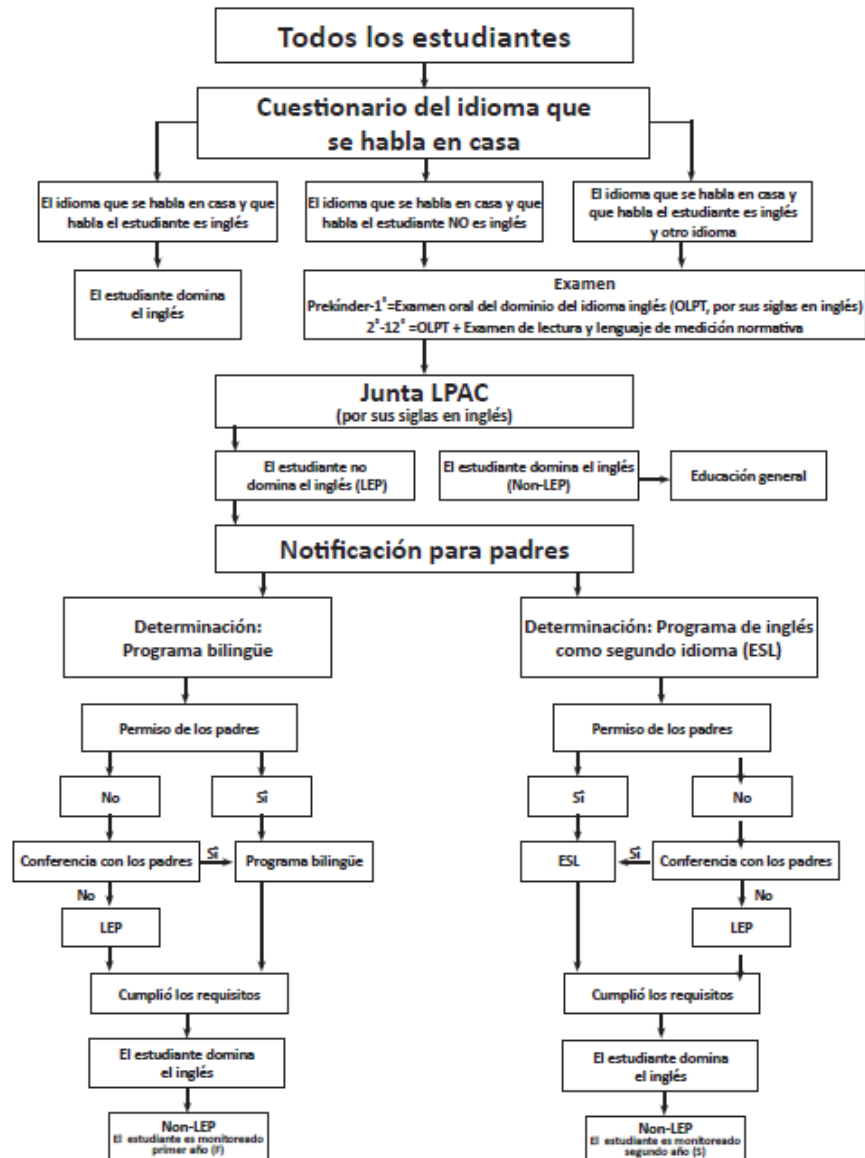 Todos los estudiantes
Cuestionario del idioma que
se habla en casa
El idioma que se habla en casa y que
habla el estudiante es inglés
El idioma que se habla en casa y que
habla el estudiante NO es inglés
El idioma que se habla en casa y
que habla el estudiante es inglés
y otro idioma
El estudiante domina
el inglés
Examen
Prekínder-1°=Examen oral del dominio del idioma inglés (OLPT, por sus siglas en inglés)
2°-12° =OLPT + Examen de lectura y lenguaje de medición normativa
Junta LPAC
(por sus siglas en inglés)
El estudiante no
domina el inglés (LEP)
El estudiante domina el inglés
(Non-LEP)
Educación general
Notificación para padres
Determinación:
Programa bilingüe
Determinación: Programa de inglés
como segundo idioma (ESL)
Permiso de los padres
Permiso de los padres
No
Sí
Sí
No
Conferencia con los padres
Sí
Programa bilingüe
ESL
Sí
Conferencia con los padres
No
No
LEP
LEP
Cumplió los requisitos
Cumplió los requisitos
El estudiante domina
el inglés
El estudiante domina
el inglés
Non-LEP
El estudiante es monitoreado
primer año (F)
Non-LEP
El estudiante es monitoreado
segundo año (S)